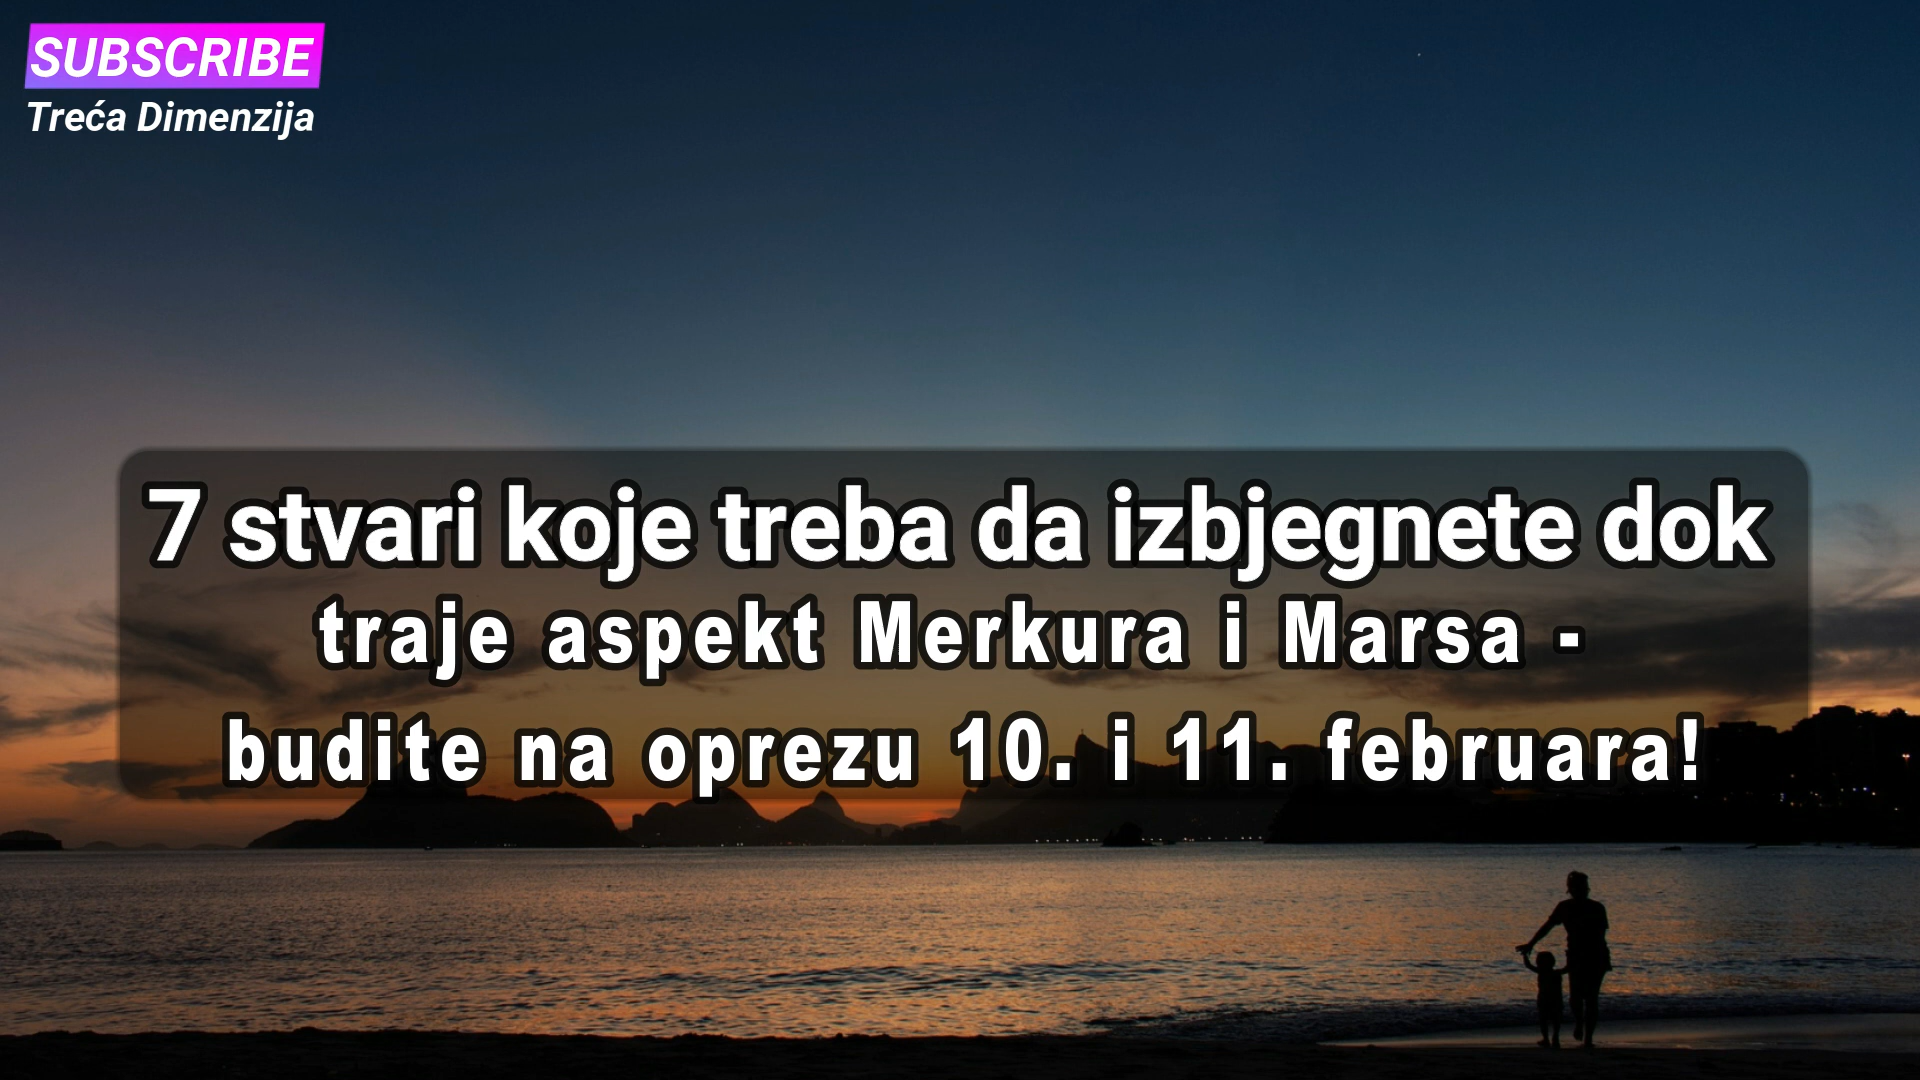 SUBSCRIBE
Treća Dimenzija
7 stvari koje treba da izbjegnete dok
traje aspekt Merkura i Marsa -
budite na oprezu 10. i 11. februara!